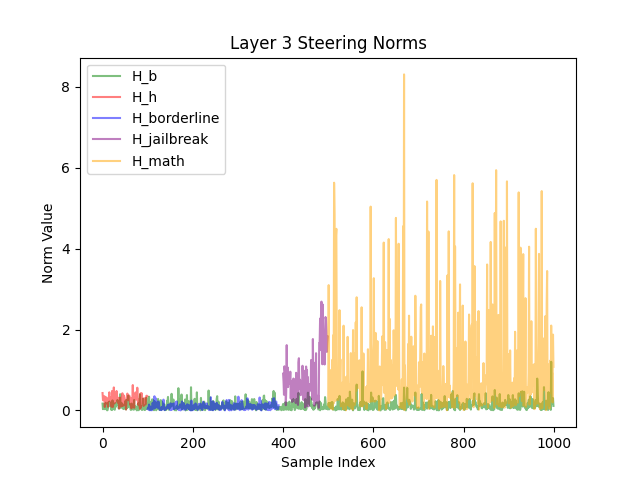 Layer 3 Steering Norms
H_b
H_h
H_borderline
H_jailbreak
H_math
Norm Value
8
6
4
2
0
0 200 400 600 800 1000
Sample Index